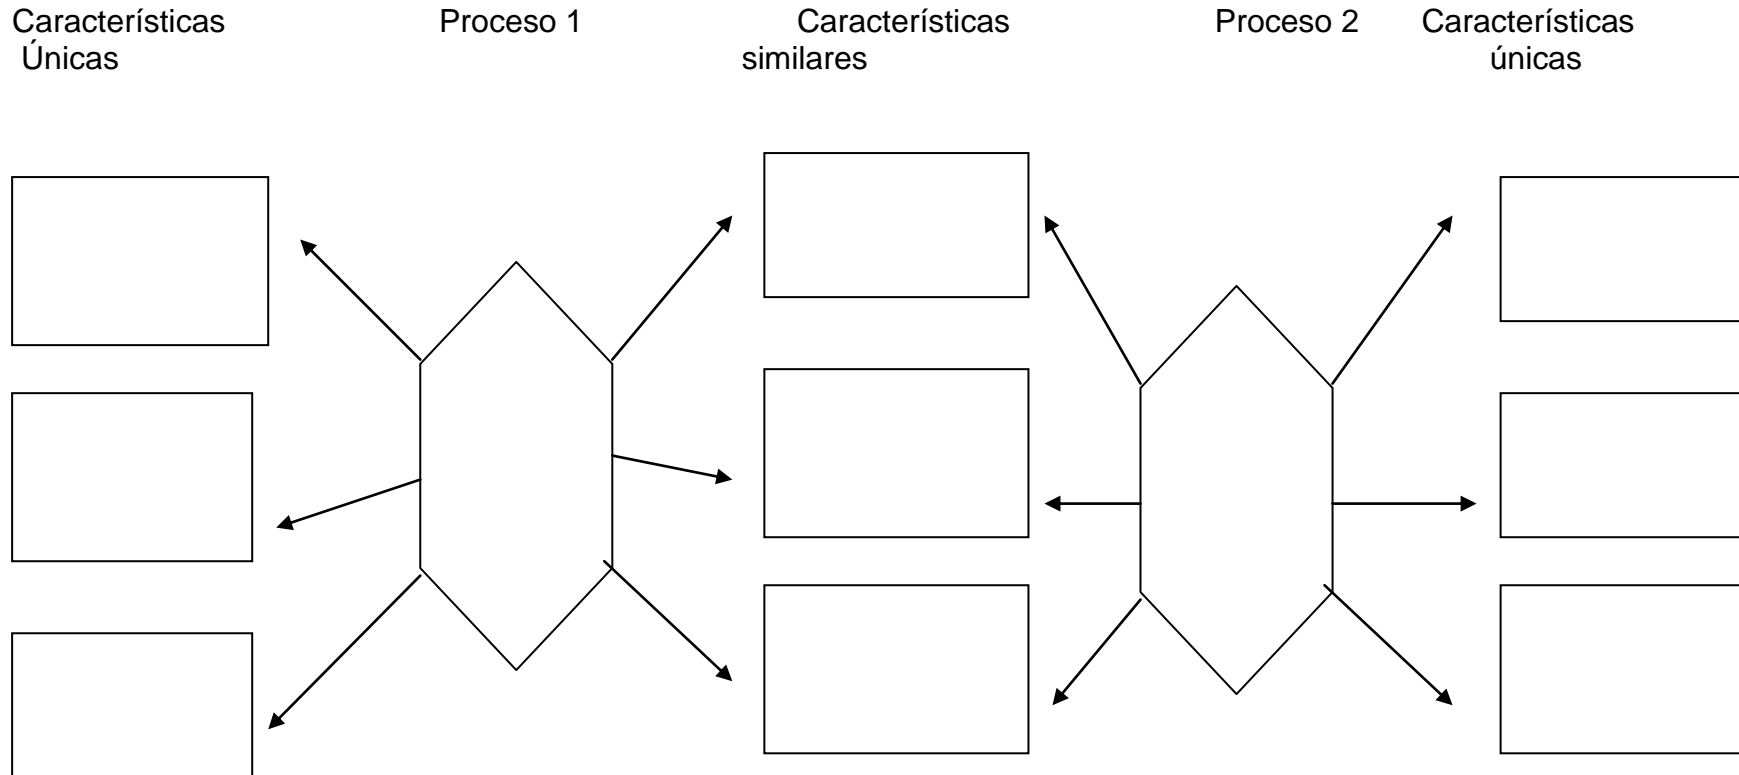 Características Proceso 1 Características Proceso 2 Características
Únicas similares únicas